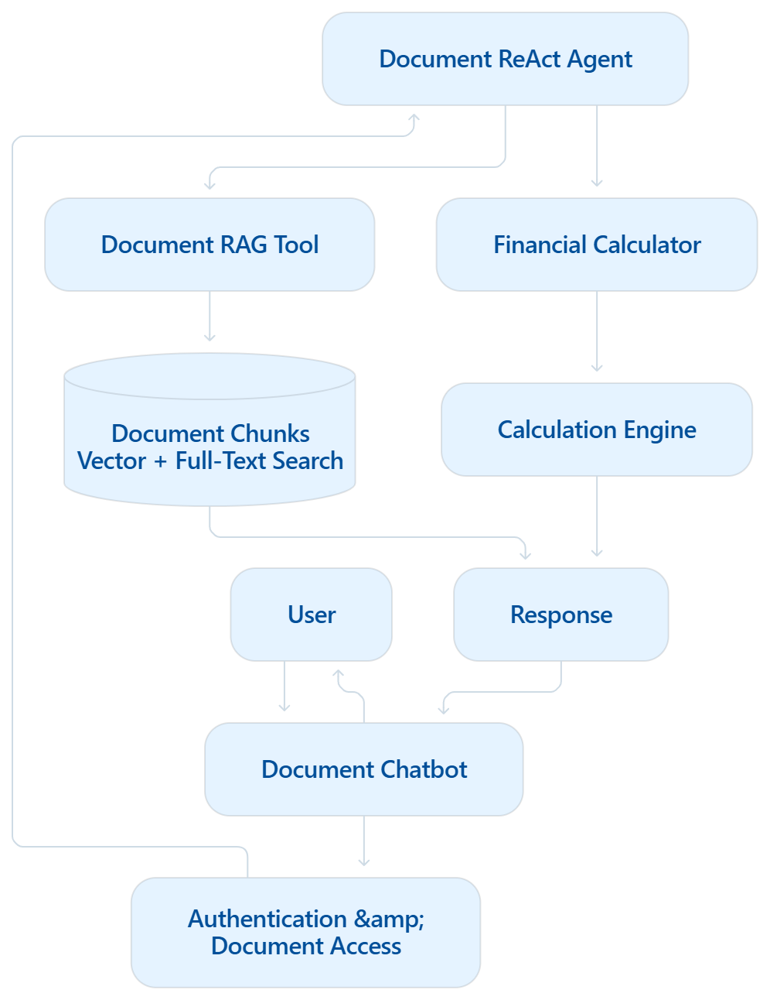 Document ReAct Agent
Document RAG Tool
Financial Calculator
Document Chunks
Vector + Full-Text Search
Calculation Engine
User
Response
Document Chatbot
Authentication &amp;
Document Access